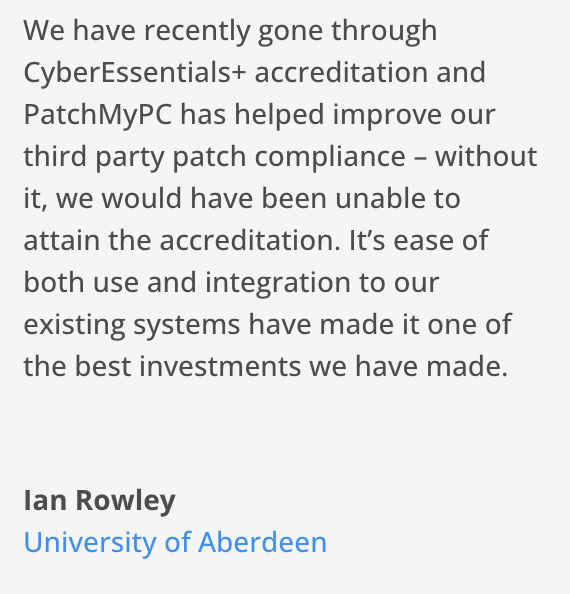 We have recently gone through
CyberEssentials+ accreditation and
PatchMyPC has helped improve our
third party patch compliance – without
it, we would have been unable to
attain the accreditation. It’s ease of
both use and integration to our
existing systems have made it one of
the best investments we have made.
Ian Rowley
University of Aberdeen